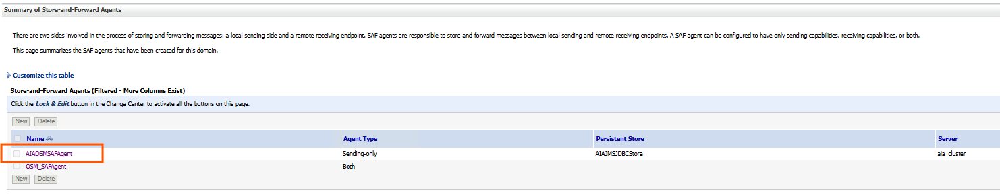 Summary of Store-and-Forward Agents
There are two sides involved in the process of storing and forwarding messages: a local sending side and a remote receiving endpoint. SAF agents are responsible to store-and-forward messages between local sending and remote receiving endpoints. A SAF agent can be configured to have only sending capabilities, receiving capabilities, or both.
This page summarizes the SAF agents that have been created for this domain.
Customize this table
Store-and-Forward Agents (Filtered - More Columns Exist)
Click the Lock & Edit button in the Change Center to activate all the buttons on this page.
New Delete
Name Agent Type Persistent Store Server
AIAOSMSAFAgent Sending-only AIAJMSJDBCStore aia_cluster
OSM_SAFAgent Both
New Delete